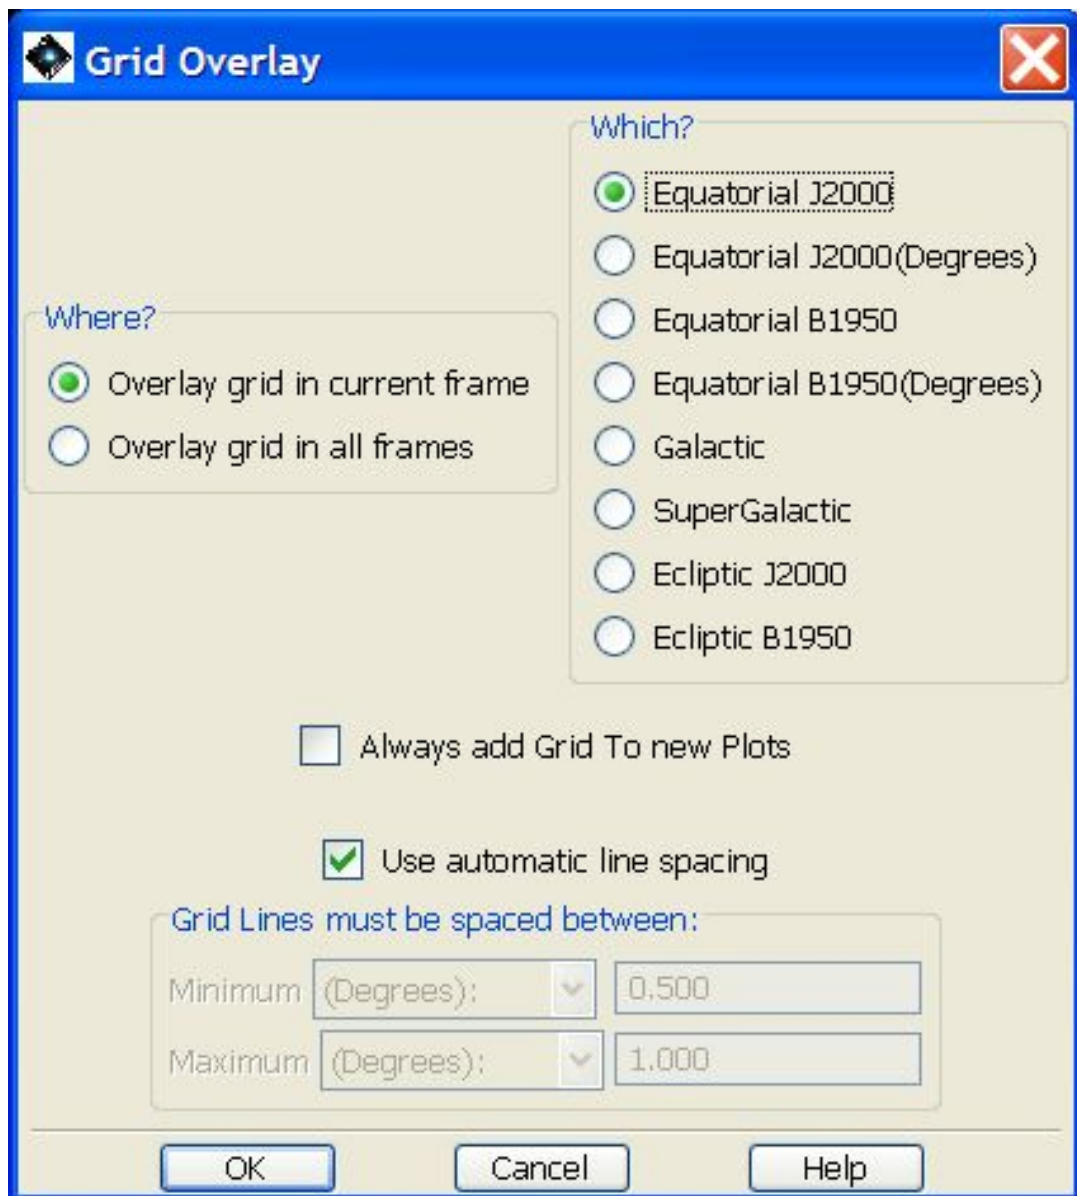 Grid Overlay
Which?
Equatorial J2000
Equatorial J2000(Degrees)
Equatorial B1950
Equatorial B1950(Degrees)
Galactic
SuperGalactic
Ecliptic J2000
Ecliptic B1950
Where?
Overlay grid in current frame
Overlay grid in all frames
Always add Grid To new Plots
Use automatic line spacing
Grid Lines must be spaced between:
Minimum (Degrees): 0.500
Maximum (Degrees): 1.000
OK Cancel Help